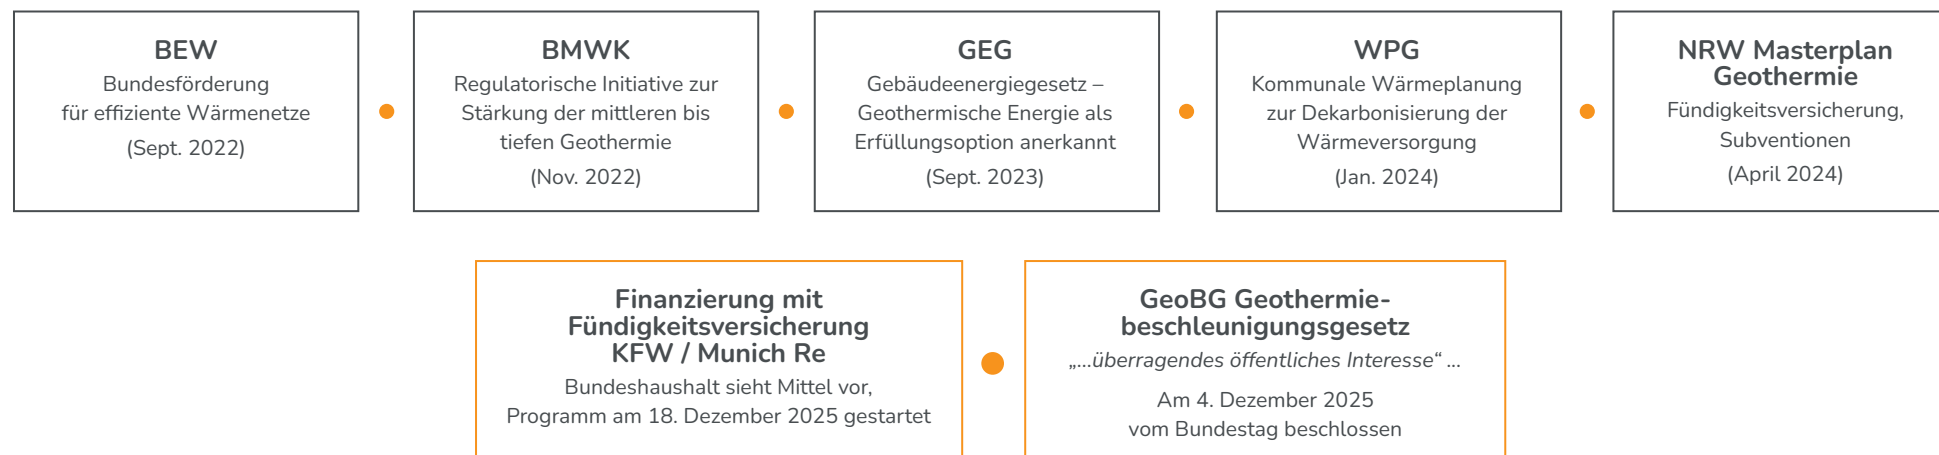 BEW
Bundesförderung
für effiziente Wärmenetze
(Sept. 2022)
BMWK
Regulatorische Initiative zur
Stärkung der mittleren bis
tiefen Geothermie
(Nov. 2022)
GEG
Gebäudeenergiegesetz –
Geothermische Energie als
Erfüllungsoption anerkannt
(Sept. 2023)
WPG
Kommunale Wärmeplanung
zur Dekarbonisierung der
Wärmeversorgung
(Jan. 2024)
NRW Masterplan
Geothermie
Fündigkeitsversicherung,
Subventionen
(April 2024)
Finanzierung mit
Fündigkeitsversicherung
KFW / Munich Re
Bundeshaushalt sieht Mittel vor,
Programm am 18. Dezember 2025 gestartet
GeoBG Geothermie-
beschleunigungsgesetz
„...überragendes öffentliches Interesse“ ...
Am 4. Dezember 2025
vom Bundestag beschlossen